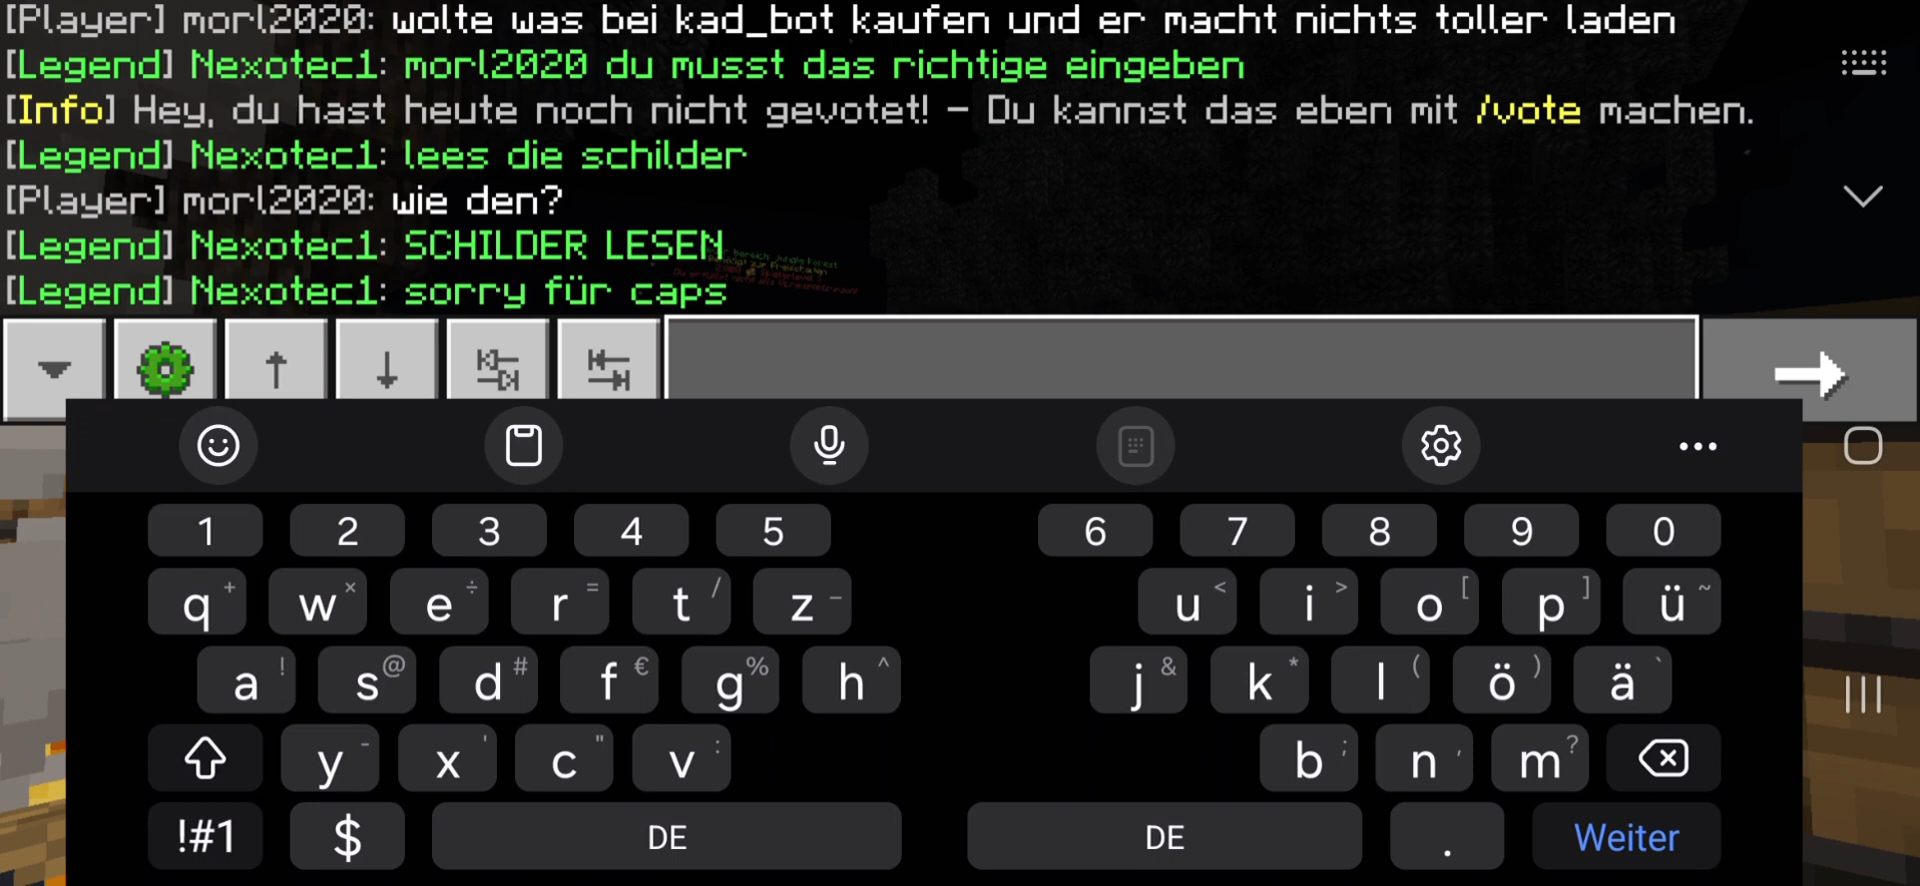 [Player] morl2020: wolte was bei kad_bot kaufen und er macht nichts toller laden
[Legend] Nexotec1: morl2020 du musst das richtige eingeben
[Info] Hey, du hast heute noch nicht gevotet! – Du kannst das eben mit /vote machen.
[Legend] Nexotec1: lees die schilder
[Player] morl2020: wie den?
[Legend] Nexotec1: SCHILDER LESEN
[Legend] Nexotec1: sorry für caps
1 2 3 4 5 6 7 8 9 0
q + w × e ÷ r = t / z _ u < i > o [ p ] ü ~
a ! s @ d # f € g % h ^ j & k * l ( ö ) ä `
y - x ' c " v : b ; n , m ?
!#1 $ DE DE . Weiter